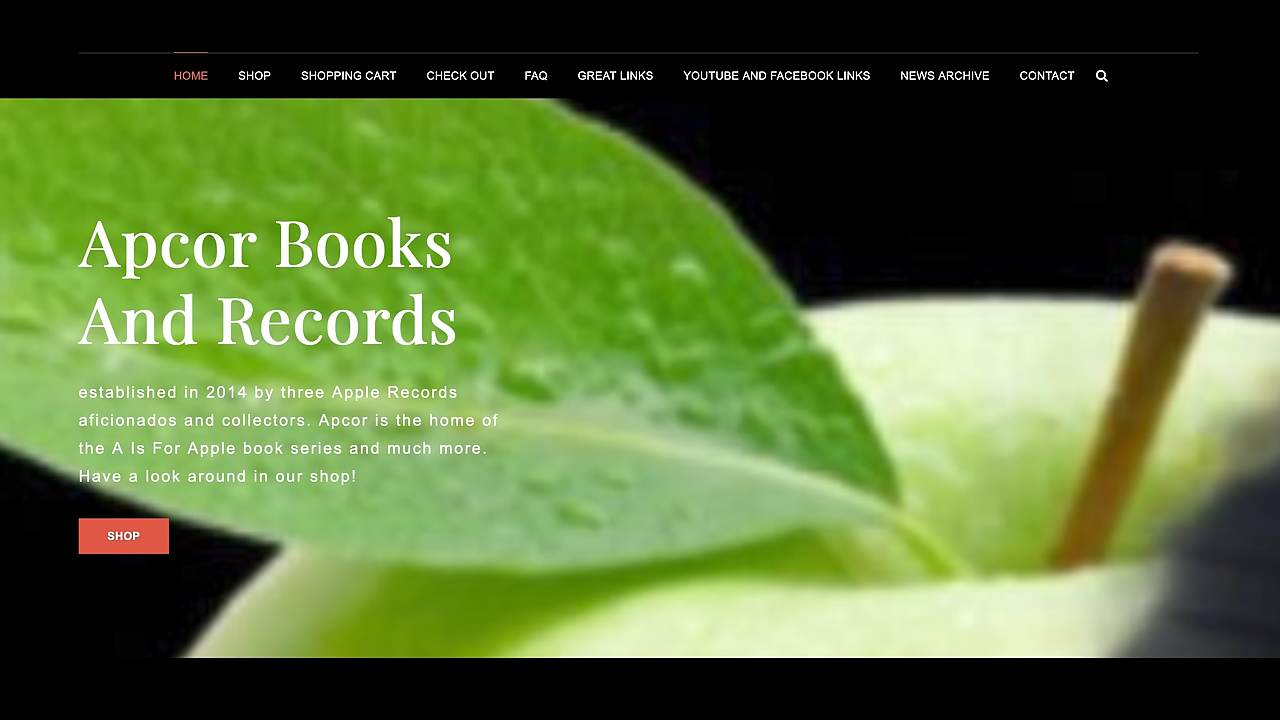 HOME SHOP SHOPPING CART CHECK OUT FAQ GREAT LINKS YOUTUBE AND FACEBOOK LINKS NEWS ARCHIVE CONTACT
Apcor Books
And Records
established in 2014 by three Apple Records
aficionados and collectors. Apcor is the home of
the A Is For Apple book series and much more.
Have a look around in our shop!
SHOP